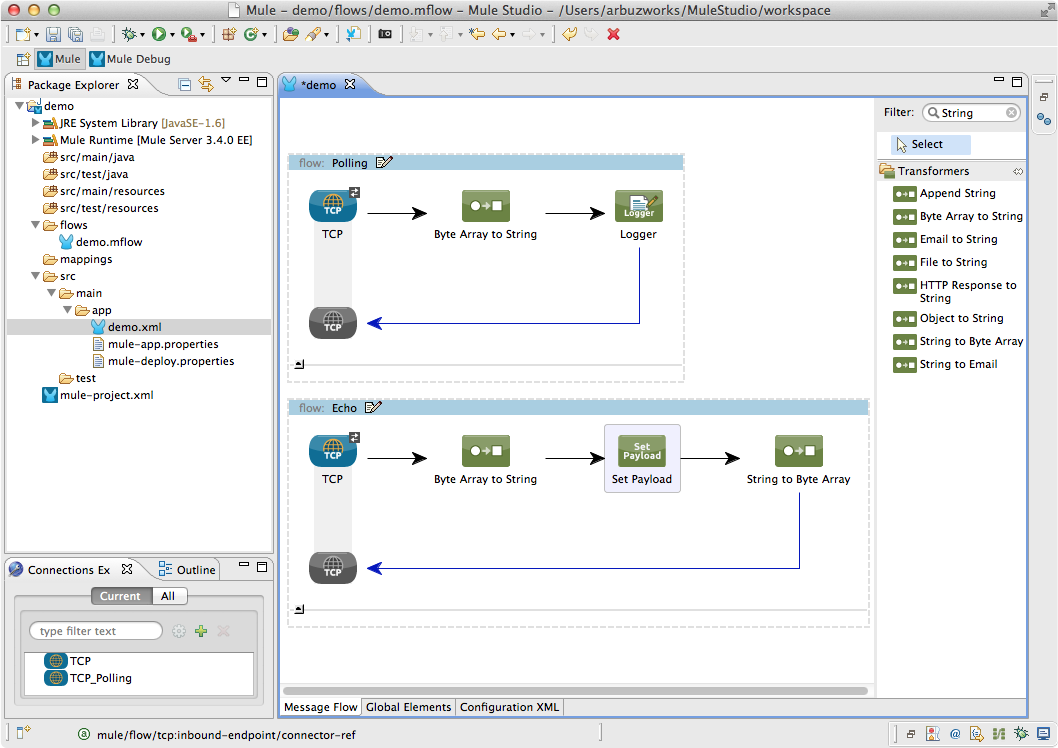 Mule - demo/flows/demo.mflow - Mule Studio - /Users/arbuzworks/MuleStudio/workspace
Mule
Mule Debug
Package Explorer
demo
JRE System Library [JavaSE-1.6]
Mule Runtime [Mule Server 3.4.0 EE]
src/main/java
src/test/java
src/main/resources
src/test/resources
flows
demo.mflow
mappings
src
main
app
demo.xml
mule-app.properties
mule-deploy.properties
test
mule-project.xml
Connections Ex
Outline
Current
All
type filter text
TCP
TCP_Polling
*demo
flow: Polling
TCP
TCP
Byte Array to String
Logger
Logger
TCP
flow: Echo
TCP
TCP
Byte Array to String
Set
Payload
Set Payload
String to Byte Array
TCP
Message Flow
Global Elements
Configuration XML
Filter:
String
Select
Transformers
Append String
Byte Array to String
Email to String
File to String
HTTP Response to
String
Object to String
String to Byte Array
String to Email
mule/flow/tcp:inbound-endpoint/connector-ref